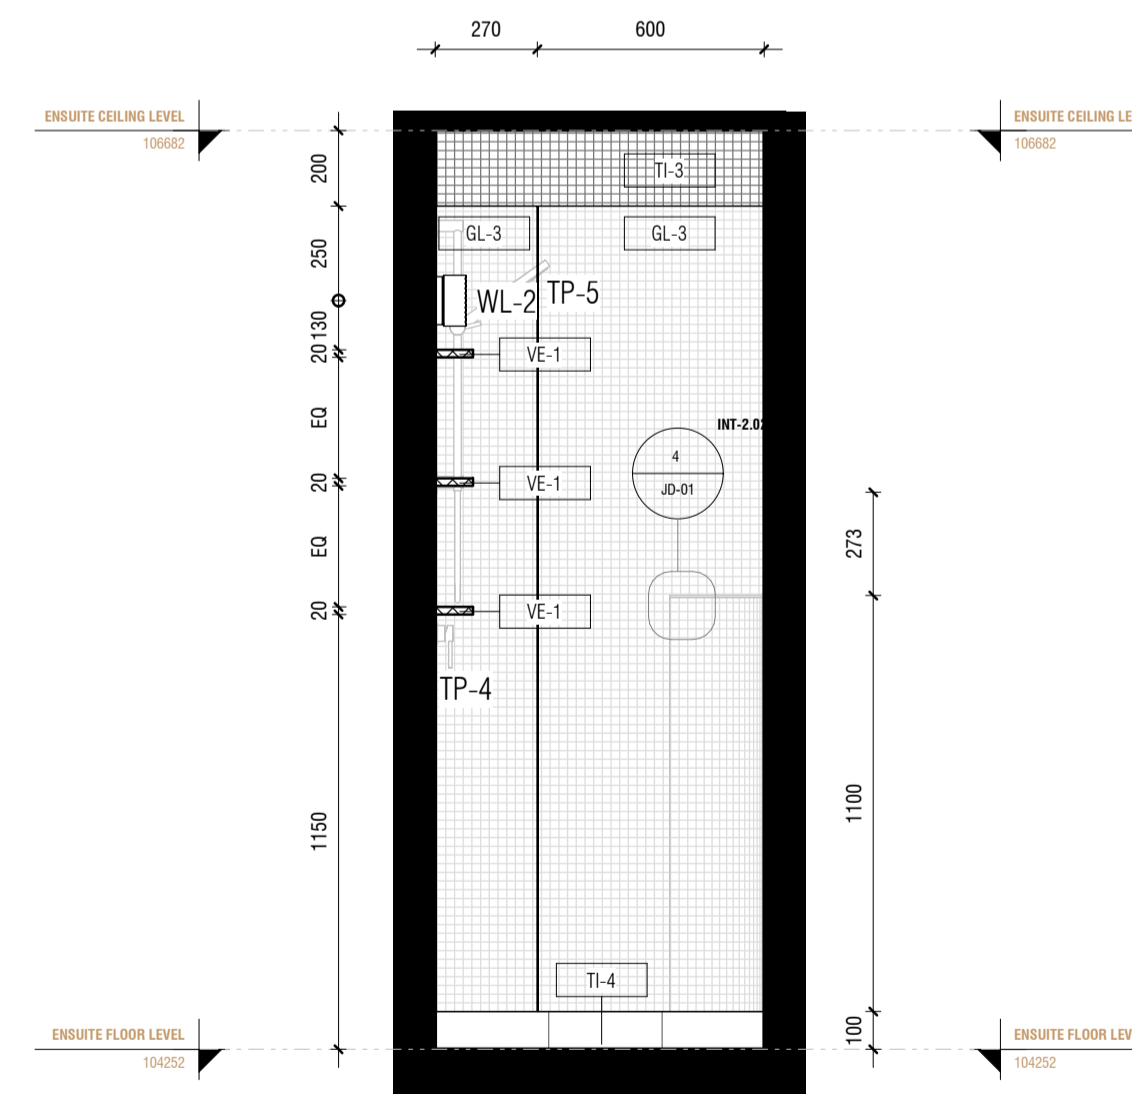 270
600
ENSUITE CEILING LEVEL
106682
ENSUITE CEILING LE
106682
200
TI-3
250
GL-3
GL-3
WL-2
TP-5
130
20
VE-1
EQ
INT-2.02
4
JD-01
20
VE-1
273
EQ
20
VE-1
TP-4
1150
1100
TI-4
100
ENSUITE FLOOR LEVEL
104252
ENSUITE FLOOR LEV
104252